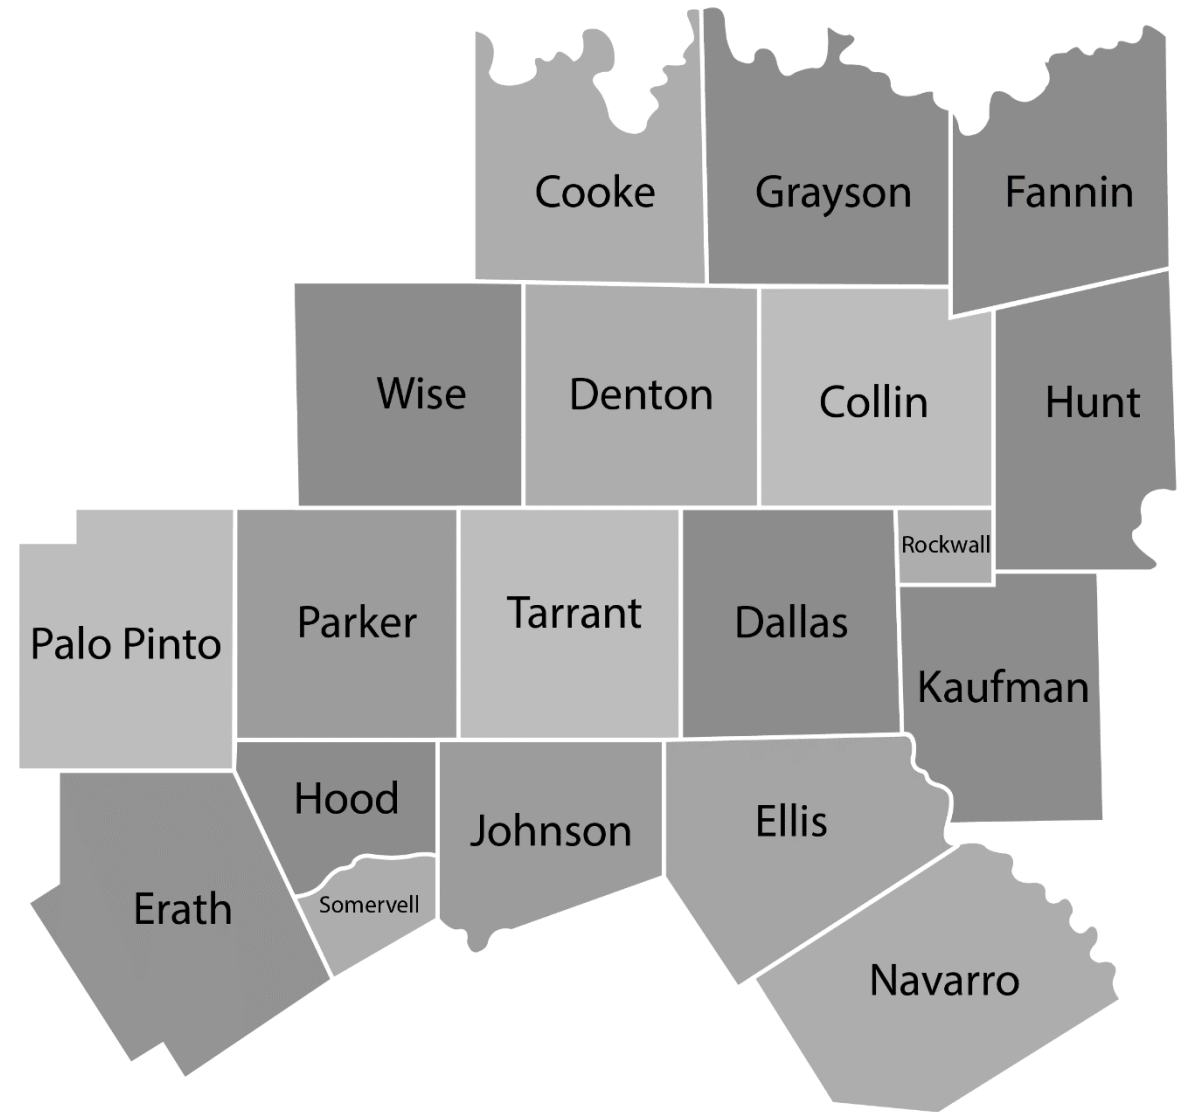 Cooke
Grayson
Fannin
Wise
Denton
Collin
Hunt
Rockwall
Palo Pinto
Parker
Tarrant
Dallas
Kaufman
Hood
Johnson
Ellis
Erath
Somervell
Navarro